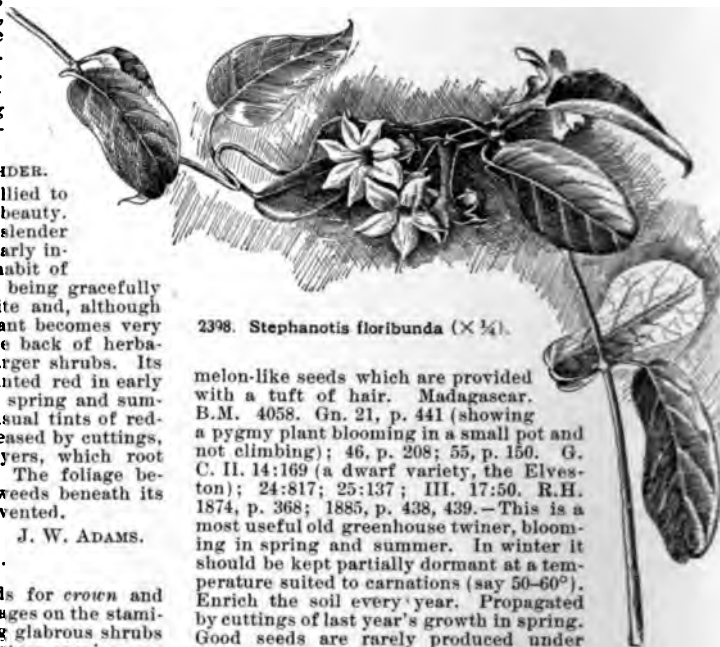 HDER.
llied to
beauty.
slender
arly in-
abit of
being gracefully
ite and, although
ant becomes very
e back of herba-
rger shrubs. Its
nted red in early
spring and sum-
sual tints of red-
eased by cuttings,
yers, which root
The foliage be-
weeds beneath its
vented.
J. W. ADAMS.
ls for crown and
ages on the stami-
g glabrous shrubs
2398. Stephanotis floribunda (× ¼).
melon-like seeds which are provided
with a tuft of hair. Madagascar.
B.M. 4058. Gn. 21, p. 441 (showing
a pygmy plant blooming in a small pot and
not climbing); 46, p. 208; 55, p. 150. G.
C. II. 14:169 (a dwarf variety, the Elves-
ton); 24:817; 25:137; III. 17:50. R.H.
1874, p. 368; 1885, p. 438, 439.—This is a
most useful old greenhouse twiner, bloom-
ing in spring and summer. In winter it
should be kept partially dormant at a tem-
perature suited to carnations (say 50–60°).
Enrich the soil every year. Propagated
by cuttings of last year's growth in spring.
Good seeds are rarely produced under